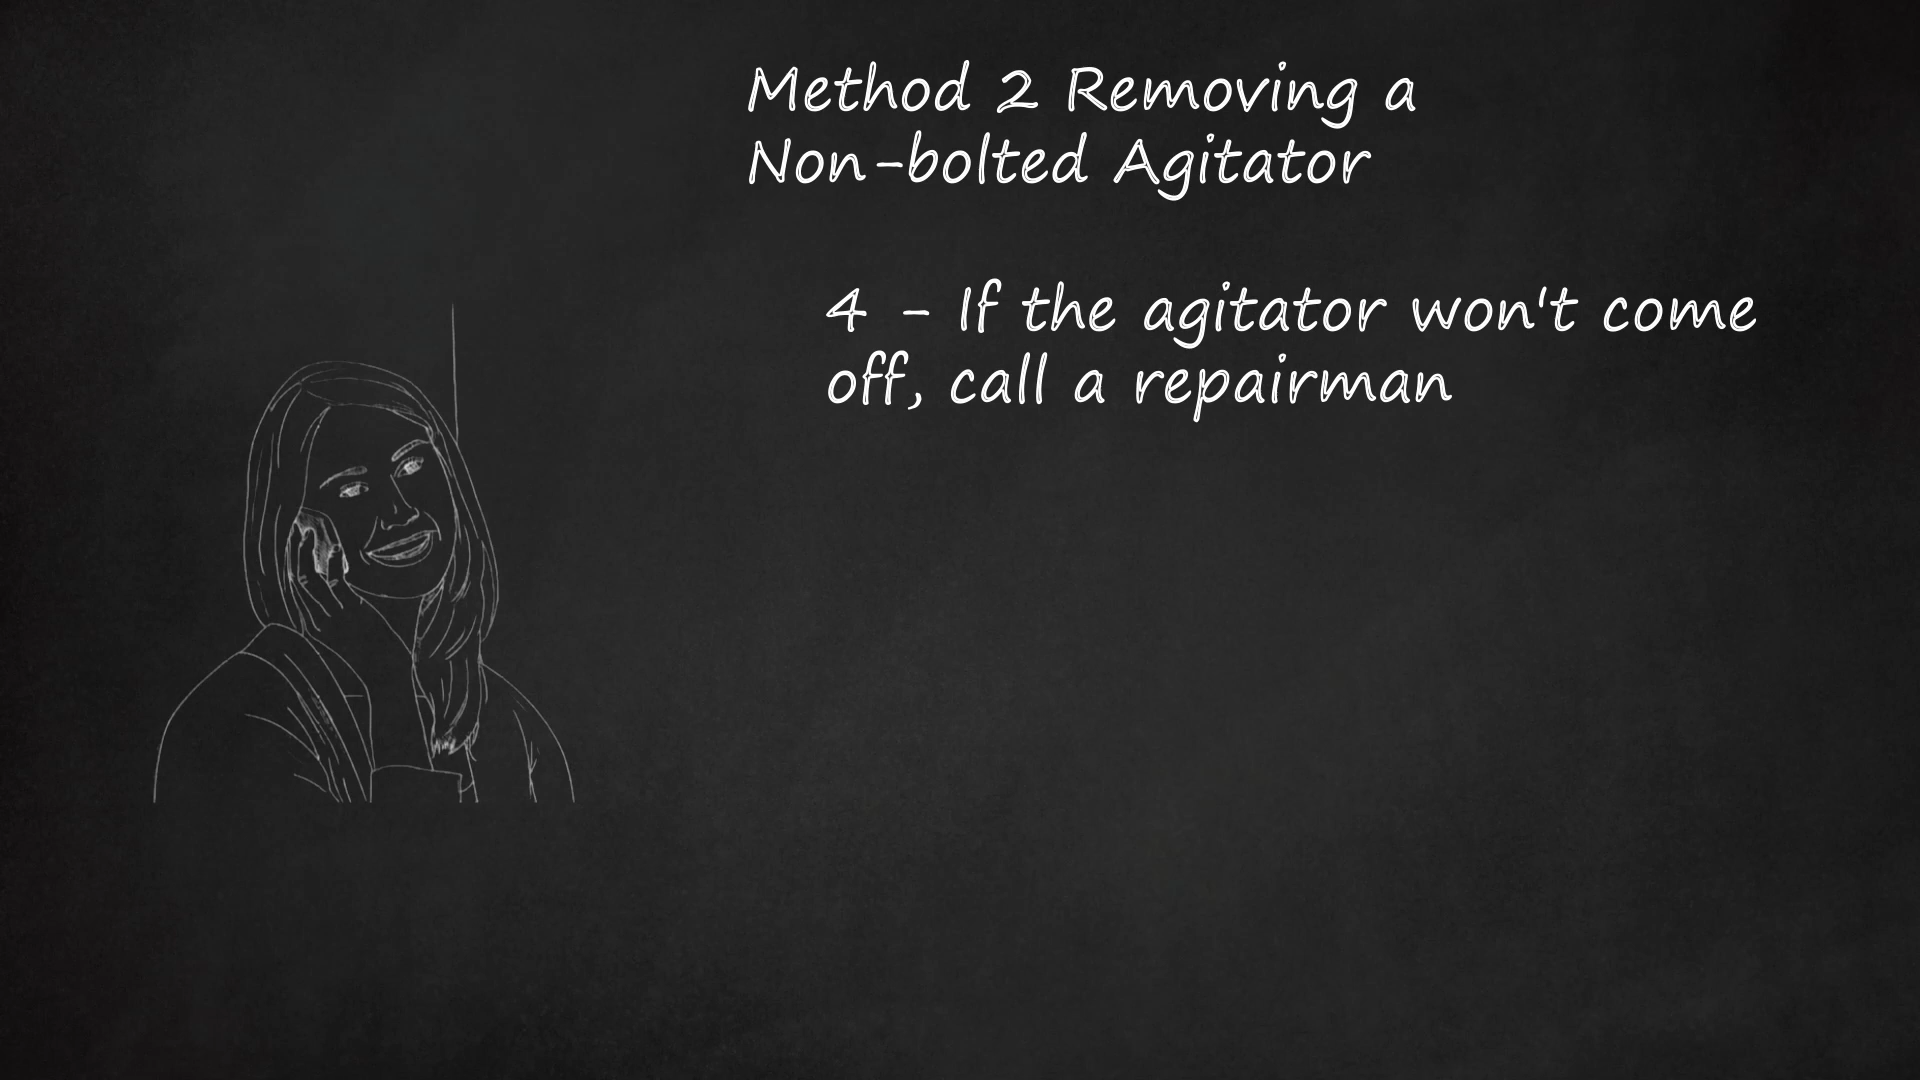 Method 2 Removing a
Non-bolted Agitator
4 - If the agitator won't come
off, call a repairman